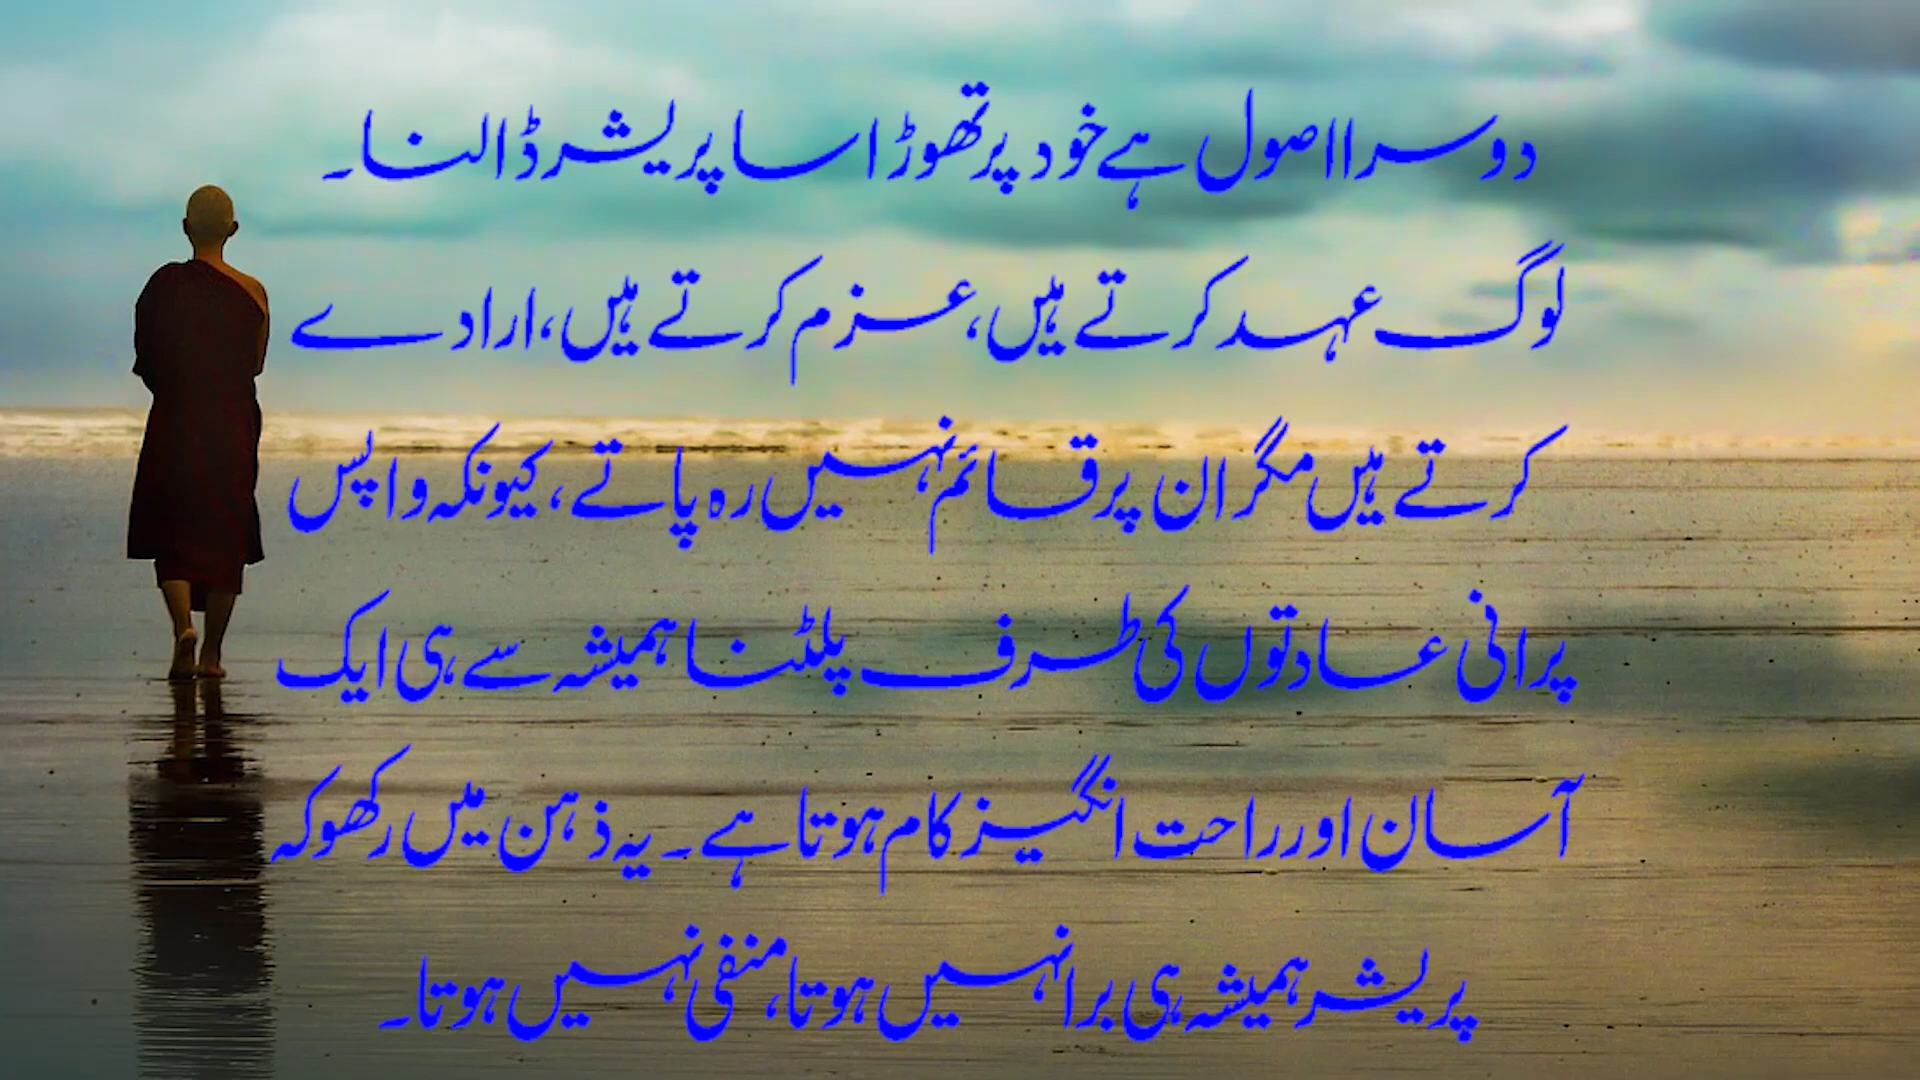 دوسرا اصول ہے خود پر تھوڑا سا پریشر ڈالنا۔
لوگ عہد کرتے ہیں، عزم کرتے ہیں، ارادے
کرتے ہیں مگر ان پر قائم نہیں رہ پاتے، کیونکہ واپس
پرانی عادتوں کی طرف پلٹنا ہمیشہ سے ہی ایک
آسان اور راحت انگیز کام ہوتا ہے۔ یہ ذہن میں رکھو کہ
پریشر ہمیشہ ہی برا نہیں ہوتا، منفی نہیں ہوتا۔